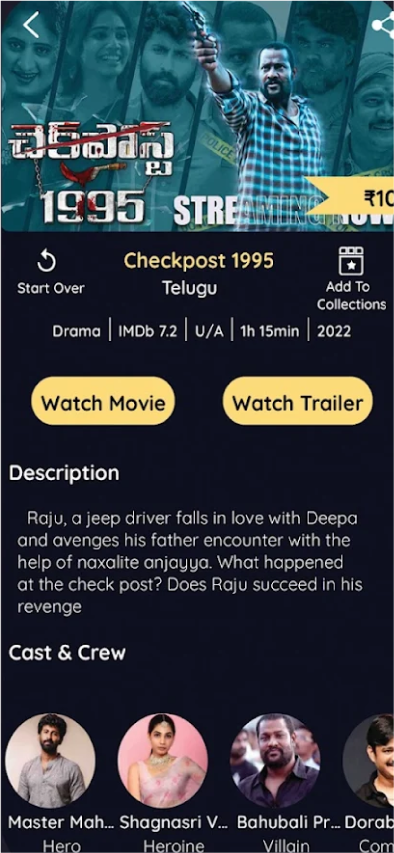 చెక్‌పోస్ట్
1995
STREAMING NOW
₹10
POLICE
Start Over
Checkpost 1995
Telugu
Add To
Collections
Drama | IMDb 7.2 | U/A | 1h 15min | 2022
Watch Movie
Watch Trailer
Description
Raju, a jeep driver falls in love with Deepa
and avenges his father encounter with the
help of naxalite anjayya. What happened
at the check post? Does Raju succeed in his
revenge
Cast & Crew
Master Mah... Shagnasri V... Bahubali Pr... Dorab
Hero Heroine Villain Com